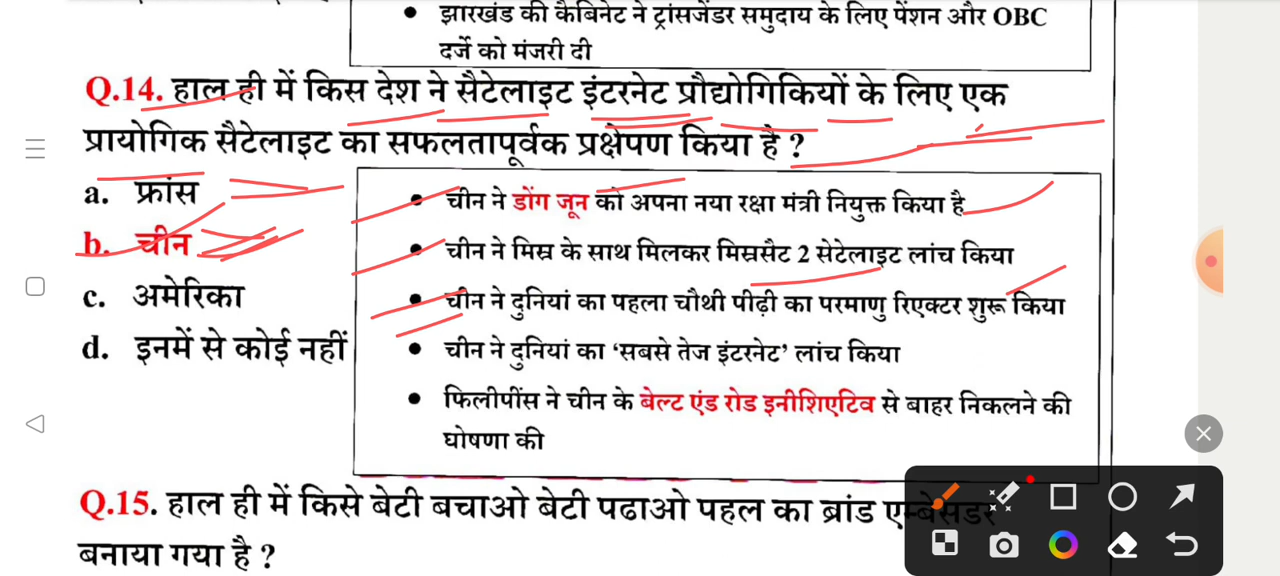 झारखंड की कैबिनेट ने ट्रांसजेंडर समुदाय के लिए पेंशन और OBC
दर्जे को मंजरी दी
Q.14. हाल ही में किस देश ने सैटेलाइट इंटरनेट प्रौद्योगिकियों के लिए एक
प्रायोगिक सैटेलाइट का सफलतापूर्वक प्रक्षेपण किया है ?
a. फ्रांस
b. चीन
c. अमेरिका
d. इनमें से कोई नहीं
चीन ने डोंग जून को अपना नया रक्षा मंत्री नियुक्त किया है
चीन ने मिस्र के साथ मिलकर मिस्रसैट 2 सेटेलाइट लांच किया
चीन ने दुनियां का पहला चौथी पीढ़ी का परमाणु रिएक्टर शुरू किया
चीन ने दुनियां का ‘सबसे तेज इंटरनेट’ लांच किया
फिलीपींस ने चीन के बेल्ट एंड रोड इनीशिएटिव से बाहर निकलने की
घोषणा की
Q.15. हाल ही में किसे बेटी बचाओ बेटी पढाओ पहल का ब्रांड एम्बेसडर
बनाया गया है ?